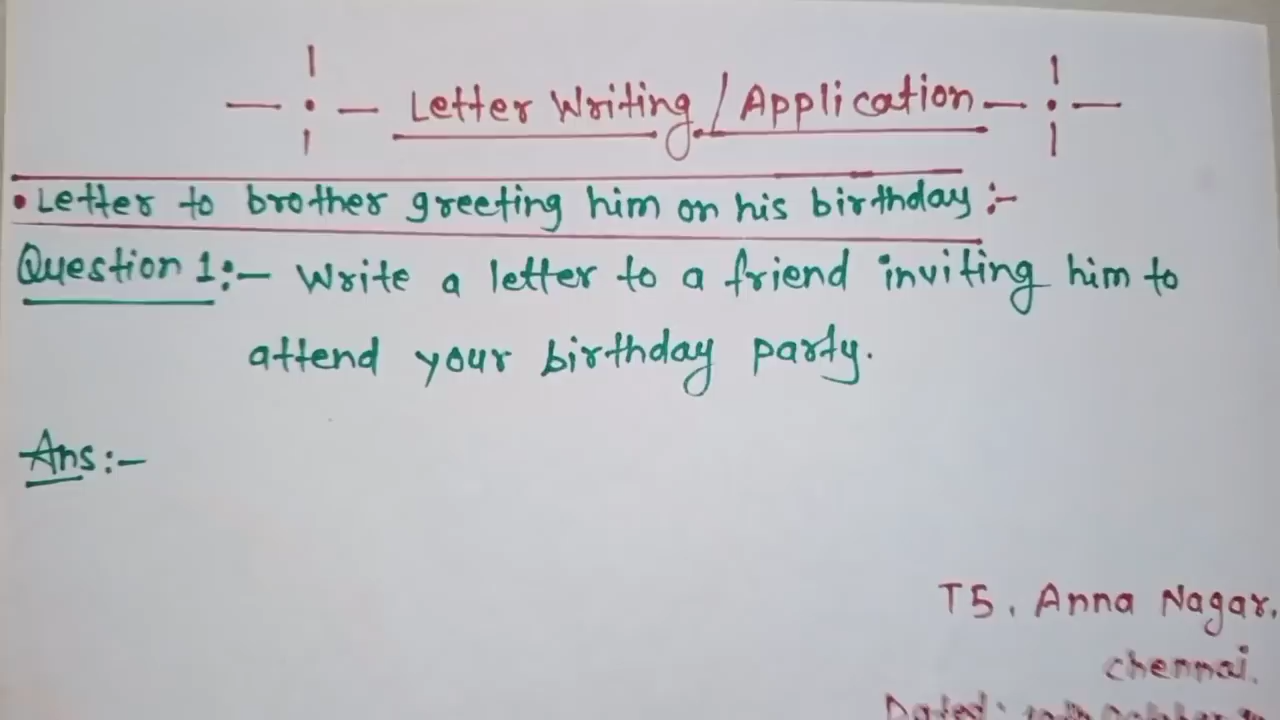 Letter Writing / Application
• Letter to brother greeting him on his birthday :-
Question 1:- Write a letter to a friend inviting him to
attend your birthday party.
Ans:-
T5, Anna Nagar,
chennai.
Dated: